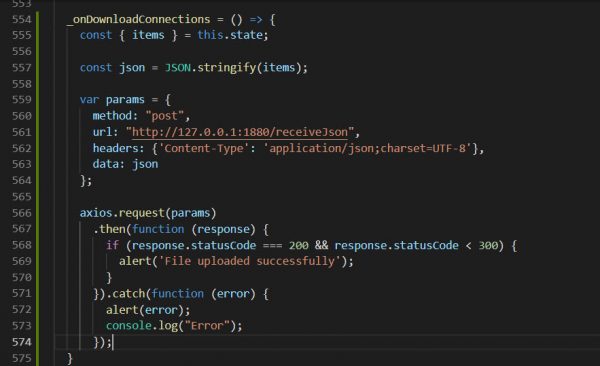 553
554 _onDownloadConnections = () => {
555 const { items } = this.state;
556
557 const json = JSON.stringify(items);
558
559 var params = {
560 method: "post",
561 url: "http://127.0.0.1:1880/receiveJson",
562 headers: {'Content-Type': 'application/json;charset=UTF-8'},
563 data: json
564 };
565
566 axios.request(params)
567 .then(function (response) {
568 if (response.statusCode === 200 && response.statusCode < 300) {
569 alert('File uploaded successfully');
570 }
571 }).catch(function (error) {
572 alert(error);
573 console.log("Error");
574 });
575 }